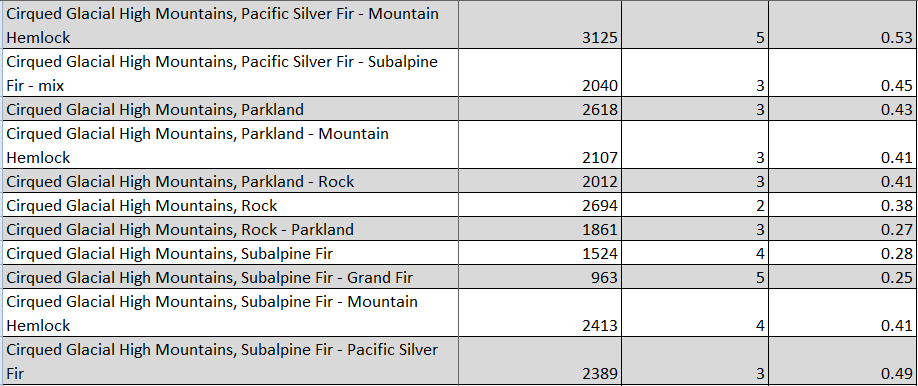 Cirqued Glacial High Mountains, Pacific Silver Fir - Mountain
Hemlock 3125 5 0.53
Cirqued Glacial High Mountains, Pacific Silver Fir - Subalpine
Fir - mix 2040 3 0.45
Cirqued Glacial High Mountains, Parkland 2618 3 0.43
Cirqued Glacial High Mountains, Parkland - Mountain
Hemlock 2107 3 0.41
Cirqued Glacial High Mountains, Parkland - Rock 2012 3 0.41
Cirqued Glacial High Mountains, Rock 2694 2 0.38
Cirqued Glacial High Mountains, Rock - Parkland 1861 3 0.27
Cirqued Glacial High Mountains, Subalpine Fir 1524 4 0.28
Cirqued Glacial High Mountains, Subalpine Fir - Grand Fir 963 5 0.25
Cirqued Glacial High Mountains, Subalpine Fir - Mountain
Hemlock 2413 4 0.41
Cirqued Glacial High Mountains, Subalpine Fir - Pacific Silver
Fir 2389 3 0.49